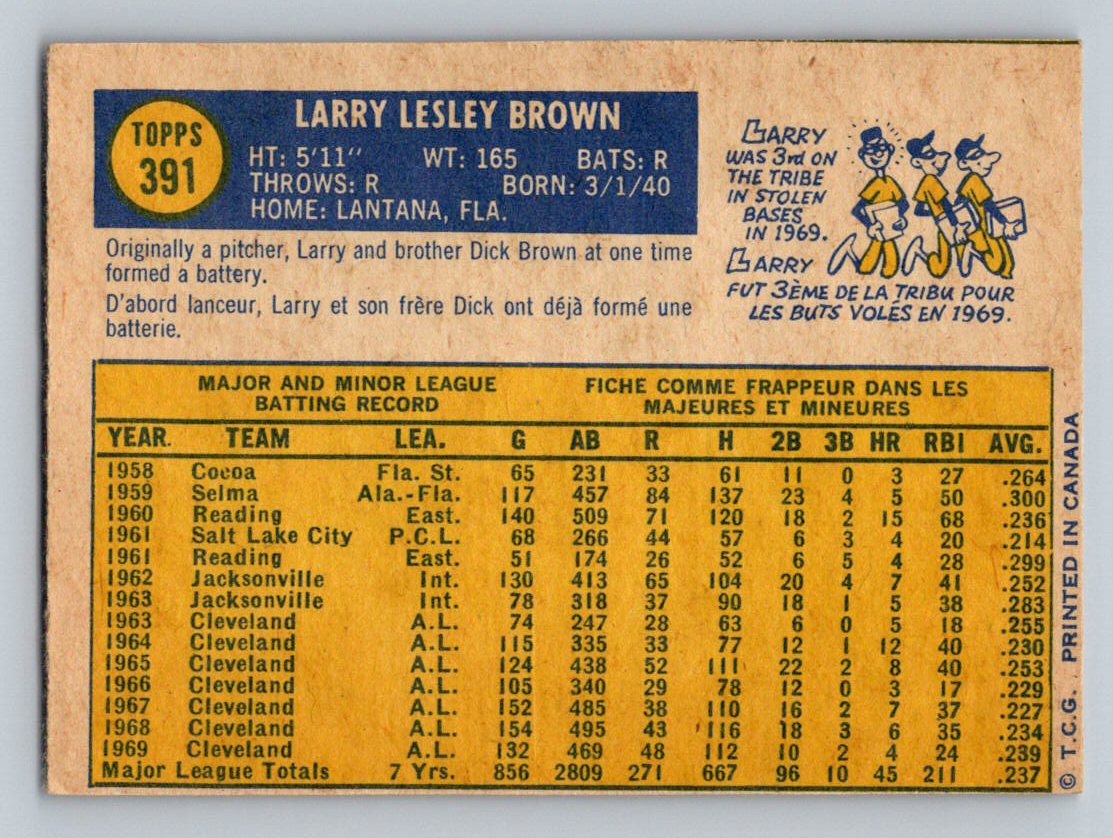 TOPPS
391
LARRY LESLEY BROWN
HT: 5'11" WT: 165 BATS: R
THROWS: R BORN: 3/1/40
HOME: LANTANA, FLA.
Originally a pitcher, Larry and brother Dick Brown at one time
formed a battery.
D'abord lanceur, Larry et son frère Dick ont déjà formé une
batterie.
LARRY
WAS 3rd ON
THE TRIBE
IN STOLEN
BASES
IN 1969.
LARRY
FUT 3ÈME DE LA TRIBU POUR
LES BUTS VOLÉS EN 1969.
MAJOR AND MINOR LEAGUE
BATTING RECORD
FICHE COMME FRAPPEUR DANS LES
MAJEURES ET MINEURES
YEAR. TEAM LEA. G AB R H 2B 3B HR RBI AVG.
1958 Cocoa Fla. St. 65 231 33 61 11 0 3 27 .264
1959 Selma Ala.-Fla. 117 457 84 137 23 4 5 50 .300
1960 Reading East. 140 509 71 120 18 2 15 68 .236
1961 Salt Lake City P.C.L. 68 266 44 57 6 3 4 20 .214
1961 Reading East. 51 174 26 52 6 5 4 28 .299
1962 Jacksonville Int. 130 413 65 104 20 4 7 41 .252
1963 Jacksonville Int. 78 318 37 90 18 1 5 38 .283
1963 Cleveland A.L. 74 247 28 63 6 0 5 18 .255
1964 Cleveland A.L. 115 335 33 77 12 1 12 40 .230
1965 Cleveland A.L. 124 438 52 111 22 2 8 40 .253
1966 Cleveland A.L. 105 340 29 78 12 0 3 17 .229
1967 Cleveland A.L. 152 485 38 110 16 2 7 37 .227
1968 Cleveland A.L. 154 495 43 116 18 3 6 35 .234
1969 Cleveland A.L. 132 469 48 112 10 2 4 24 .239
Major League Totals 7 Yrs. 856 2809 271 667 96 10 45 211 .237
© T.C.G. PRINTED IN CANADA